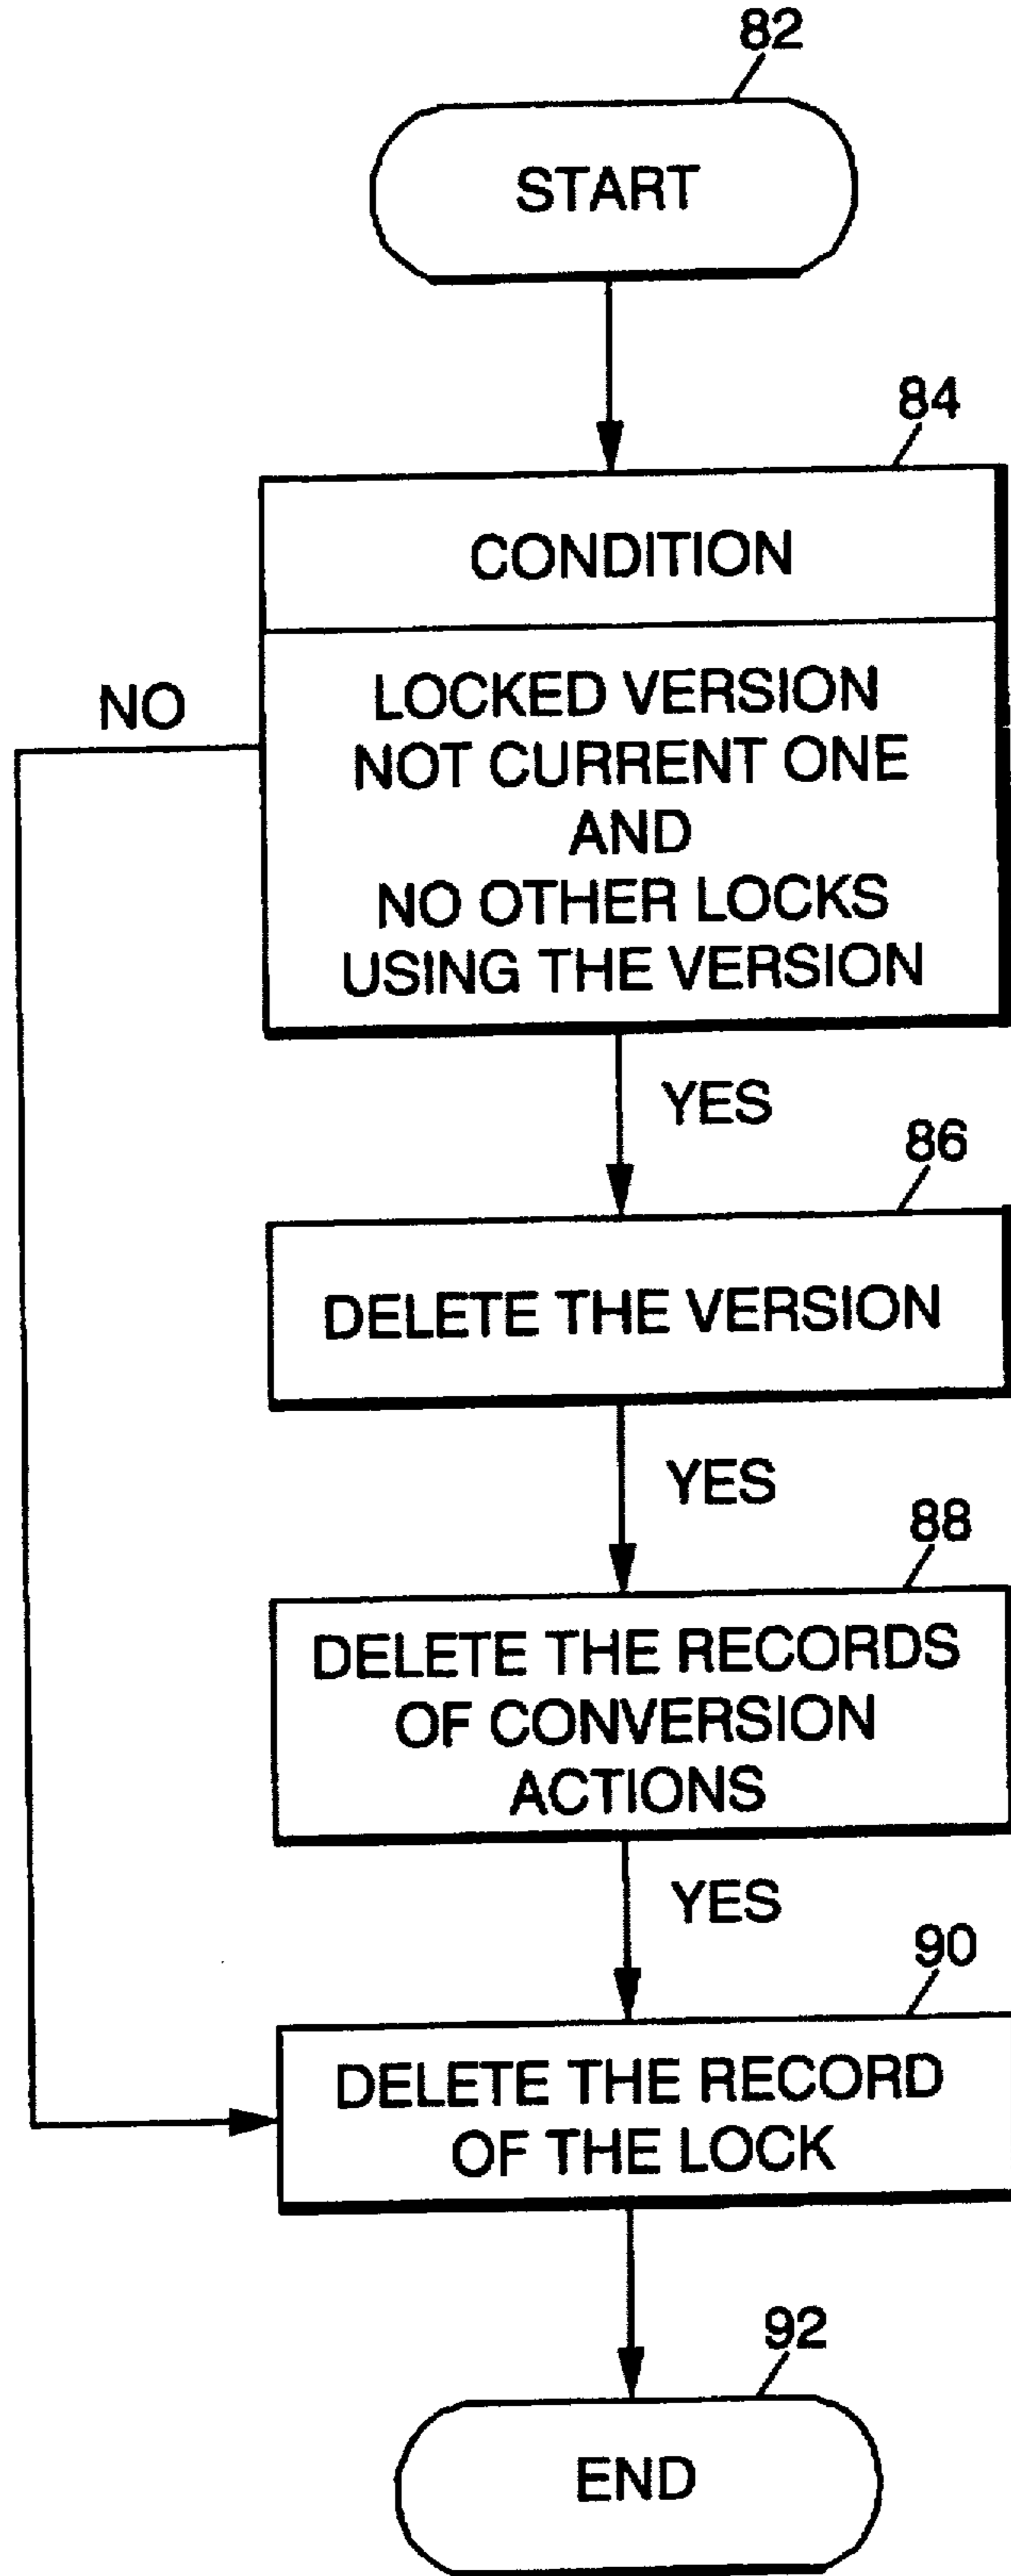 82
START
84
CONDITION
NO
LOCKED VERSION
NOT CURRENT ONE
AND
NO OTHER LOCKS
USING THE VERSION
YES
86
DELETE THE VERSION
YES
88
DELETE THE RECORDS
OF CONVERSION
ACTIONS
YES
90
DELETE THE RECORD
OF THE LOCK
92
END